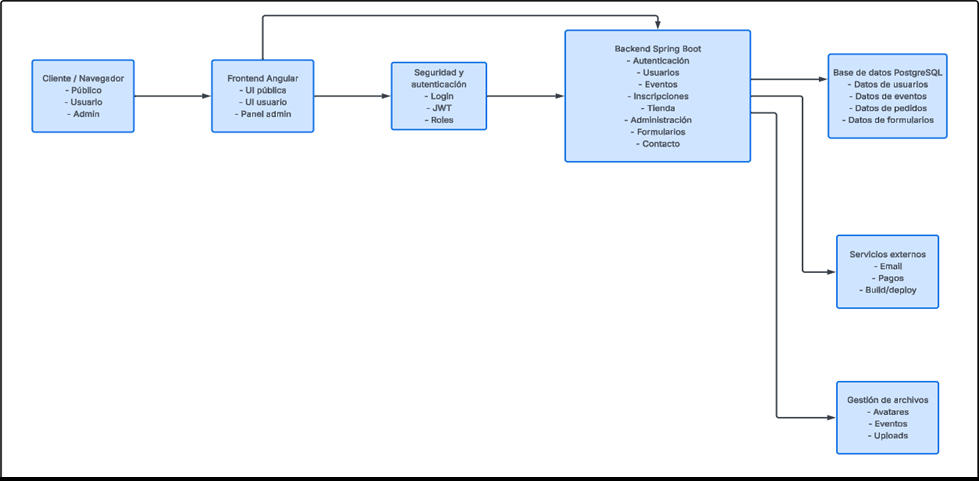 Cliente / Navegador
- Público
- Usuario
- Admin
Frontend Angular
- UI pública
- UI usuario
- Panel admin
Seguridad y
autenticación
- Login
- JWT
- Roles
Backend Spring Boot
- Autenticación
- Usuarios
- Eventos
- Inscripciones
- Tienda
- Administración
- Formularios
- Contacto
Base de datos PostgreSQL
- Datos de usuarios
- Datos de eventos
- Datos de pedidos
- Datos de formularios
Servicios externos
- Email
- Pagos
- Build/deploy
Gestión de archivos
- Avatares
- Eventos
- Uploads